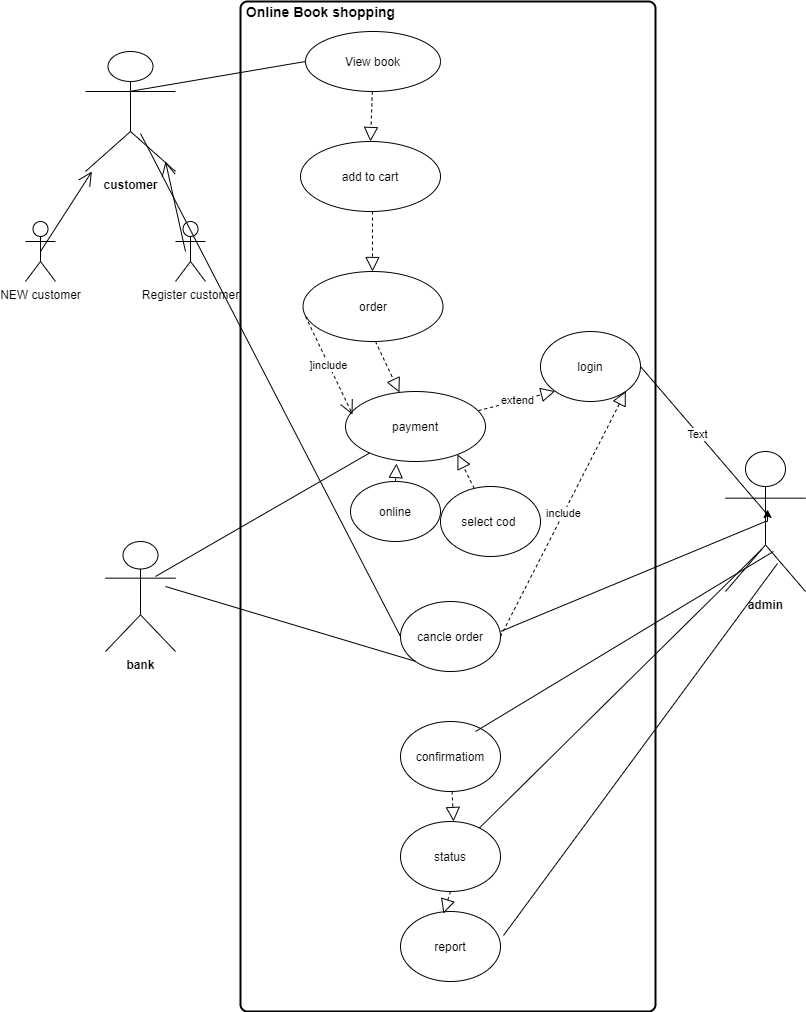 Online Book shopping
View book
add to cart
customer
NEW customer
Register customer
order
]include
login
extend
payment
Text
online
select cod
include
admin
cancle order
bank
confirmatiom
status
report